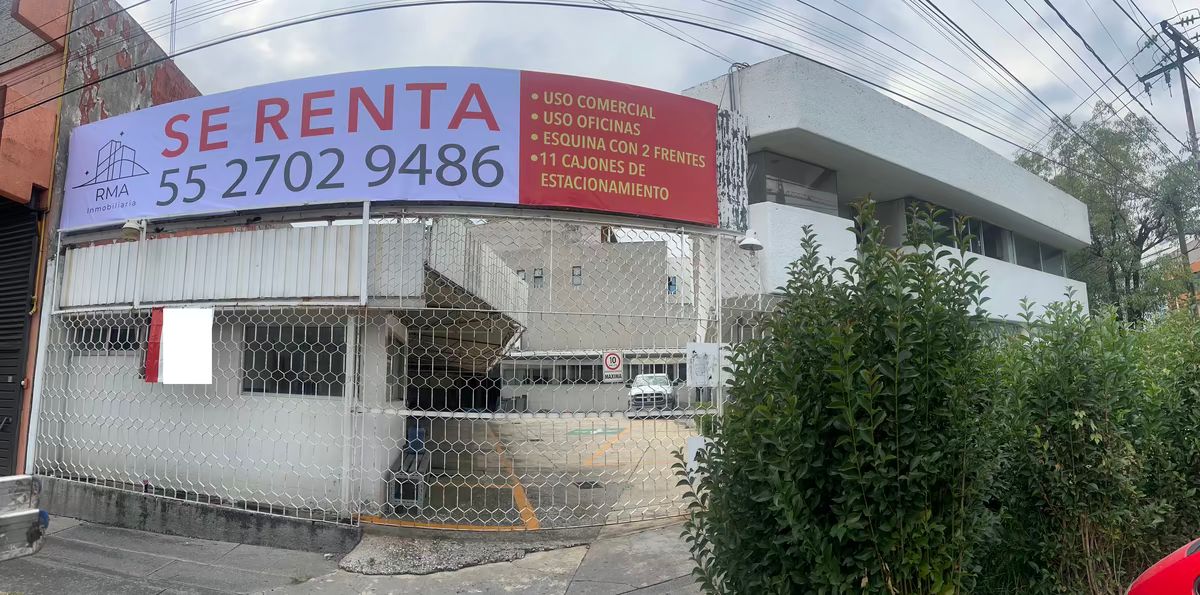 SE RENTA
55 2702 9486
RMA
Inmobiliaria
• USO COMERCIAL
• USO OFICINAS
• ESQUINA CON 2 FRENTES
• 11 CAJONES DE
ESTACIONAMIENTO
10
MAXIMA